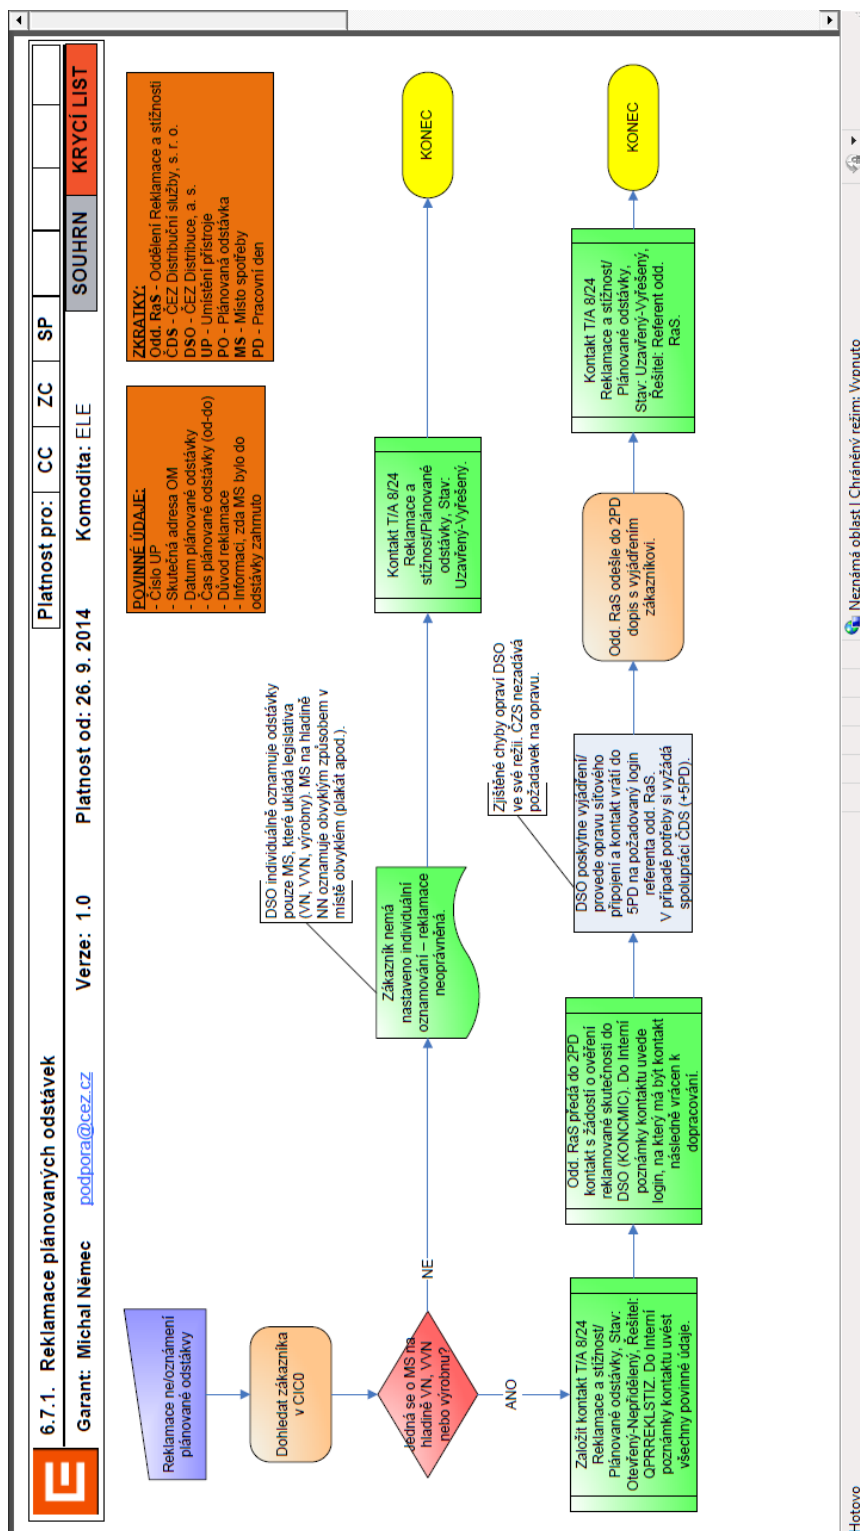 6.7.1. Reklamace plánovaných odstávek
Platnost pro:
CC
ZC
SP
Garant: Michal Němec
podpora@cez.cz
Verze: 1.0
Platnost od: 26. 9. 2014
Komodita: ELE
SOUHRN
KRYCÍ LIST
Reklamace ne/oznámení
plánované odstávky
Dohledat zákazníka
v CIC0
Jedná se o MS na
hladině VN, VVN
nebo výrobnu?
NE
ANO
DSO individuálně oznamuje odstávky
pouze MS, které ukládá legislativa
(VN, VVN, výrobny). MS na hladině
NN oznamuje obvyklým způsobem v
místě obvyklém (plakát apod.).
Zákazník nemá
nastaveno individuální
oznamování – reklamace
neoprávněná.
POVINNÉ ÚDAJE:
- Číslo UP
- Skutečná adresa OM
- Datum plánované odstávky
- Čas plánované odstávky (od-do)
- Důvod reklamace
- Informaci, zda MS bylo do
odstávky zahrnuto
ZKRATKY:
Odd. RaS - Oddělení Reklamace a stížnosti
ČDS - ČEZ Distribuční služby, s. r. o.
DSO - ČEZ Distribuce, a. s.
UP - Umístění přístroje
PO - Plánovaná odstávka
MS - Místo spotřeby
PD - Pracovní den
Kontakt T/A 8/24
Reklamace a
stížnost/Plánované
odstávky, Stav:
Uzavřený-Vyřešený.
KONEC
Založit kontakt T/A 8/24
Reklamace a stížnost/
Plánované odstávky, Stav:
Otevřený-Nepřidělený, Řešitel:
QPRREKLSTIZ. Do Interní
poznámky kontaktu uvést
všechny povinné údaje.
Odd. RaS předá do 2PD
kontakt s žádostí o ověření
reklamované skutečnosti do
DSO (KONCMIC). Do Interní
poznámky kontaktu uvede
login, na který má být kontakt
následně vrácen k
dopracování.
Zjištěné chyby opraví DSO
ve své režii. ČZS nezadává
požadavek na opravu.
DSO poskytne vyjádření/
provede opravu síťového
připojení a kontakt vrátí do
5PD na požadovaný login
referenta odd. RaS.
V případě potřeby si vyžádá
spolupráci ČDS (+5PD).
Odd. RaS odešle do 2PD
dopis s vyjádřením
zákazníkovi.
Kontakt T/A 8/24
Reklamace a stížnost/
Plánované odstávky,
Stav: Uzavřený-Vyřešený,
Řešitel: Referent odd.
RaS.
KONEC
Hotovo
Neznámá oblast | Chráněný režim: Vypnuto